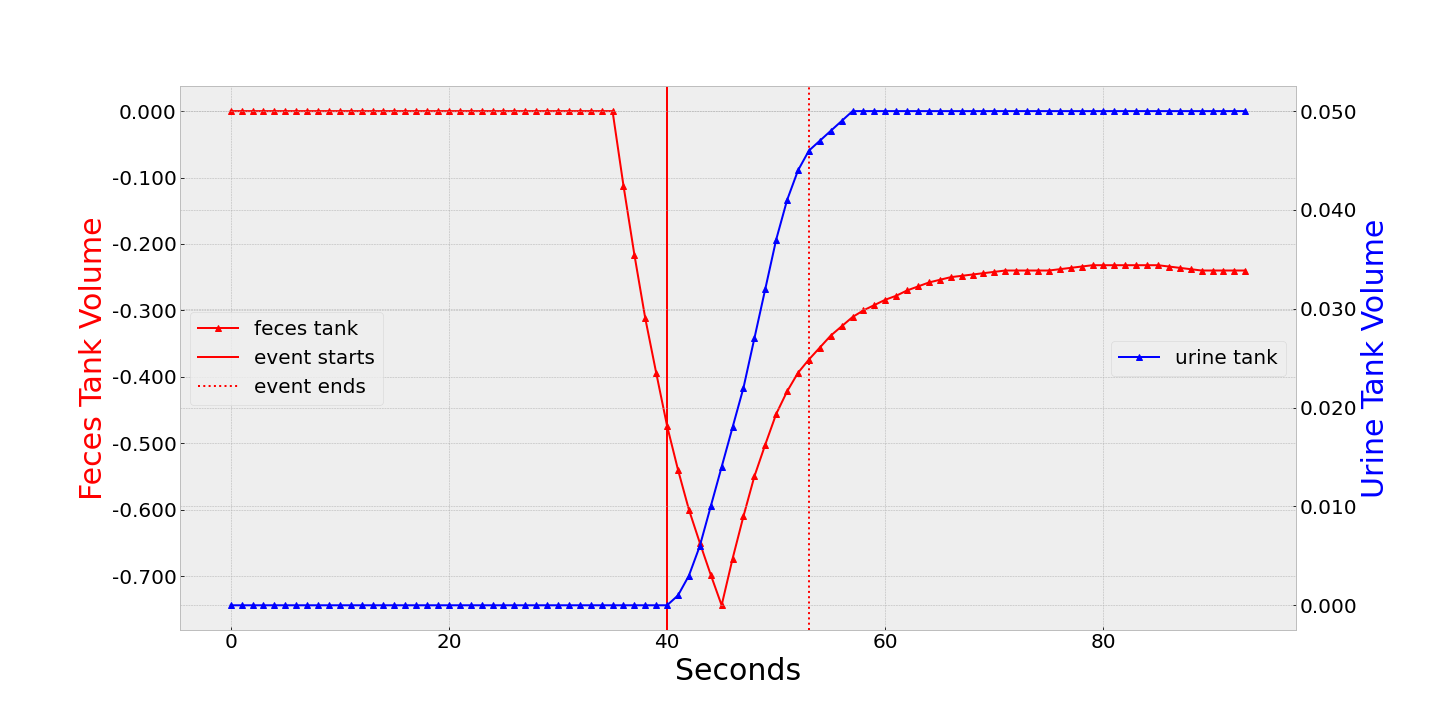 0.000
-0.100
-0.200
-0.300
-0.400
-0.500
-0.600
-0.700
Feces Tank Volume
feces tank
event starts
event ends
urine tank
0.050
0.040
0.030
0.020
0.010
0.000
Urine Tank Volume
0 20 40 60 80
Seconds